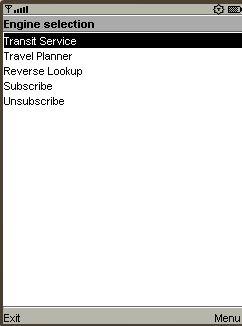 Engine selection
Transit Service
Travel Planner
Reverse Lookup
Subscribe
Unsubscribe
Exit Menu